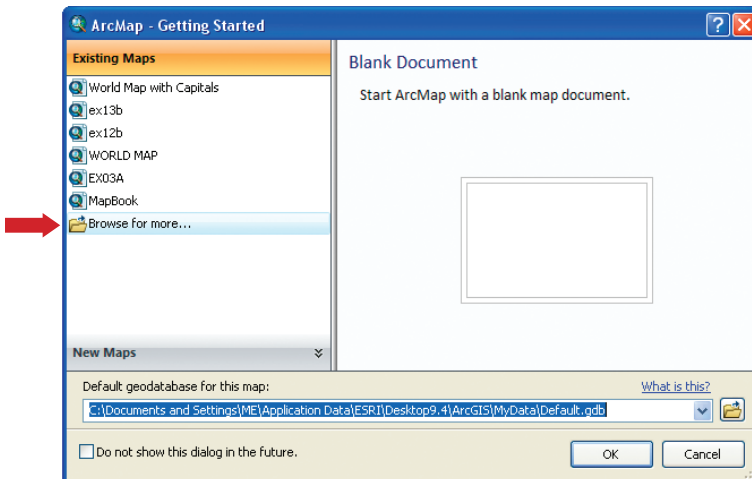 ArcMap - Getting Started
Existing Maps
World Map with Capitals
ex13b
ex12b
WORLD MAP
EX03A
MapBook
Browse for more...
New Maps
Blank Document
Start ArcMap with a blank map document.
Default geodatabase for this map:
What is this?
C:\Documents and Settings\ME\Application Data\ESRI\Desktop9.4\ArcGIS\MyData\Default.gdb
Do not show this dialog in the future.
OK
Cancel